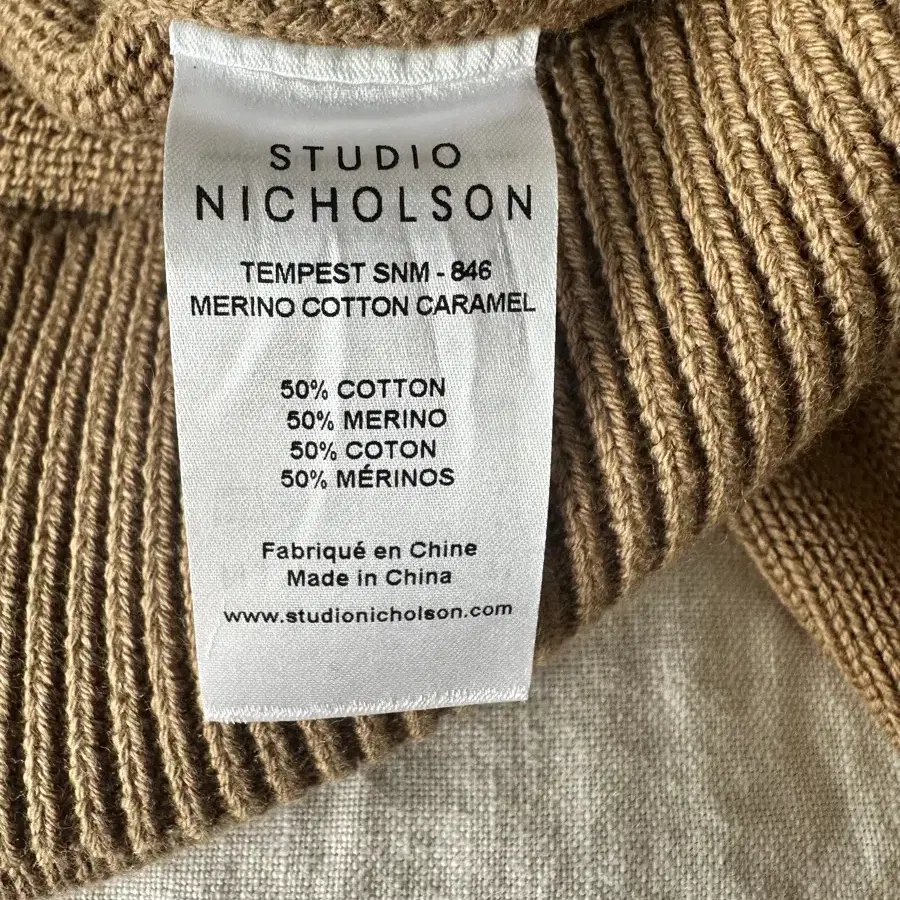 STUDIO
NICHOLSON
TEMPEST SNM - 846
MERINO COTTON CARAMEL
50% COTTON
50% MERINO
50% COTON
50% MÉRINOS
Fabriqué en Chine
Made in China
www.studionicholson.com